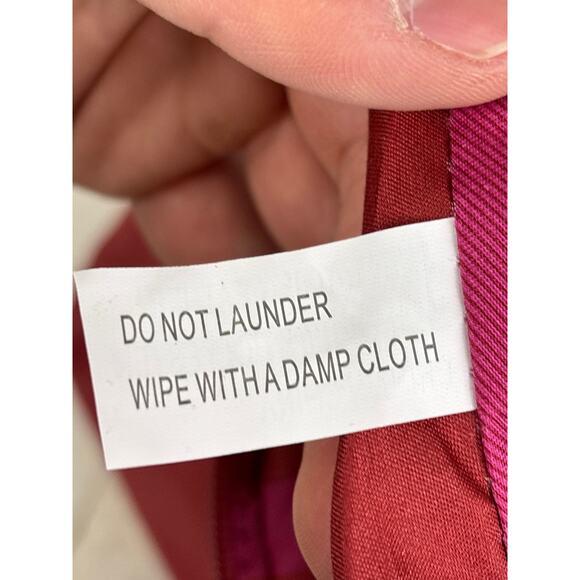 DO NOT LAUNDER
WIPE WITH A DAMP CLOTH